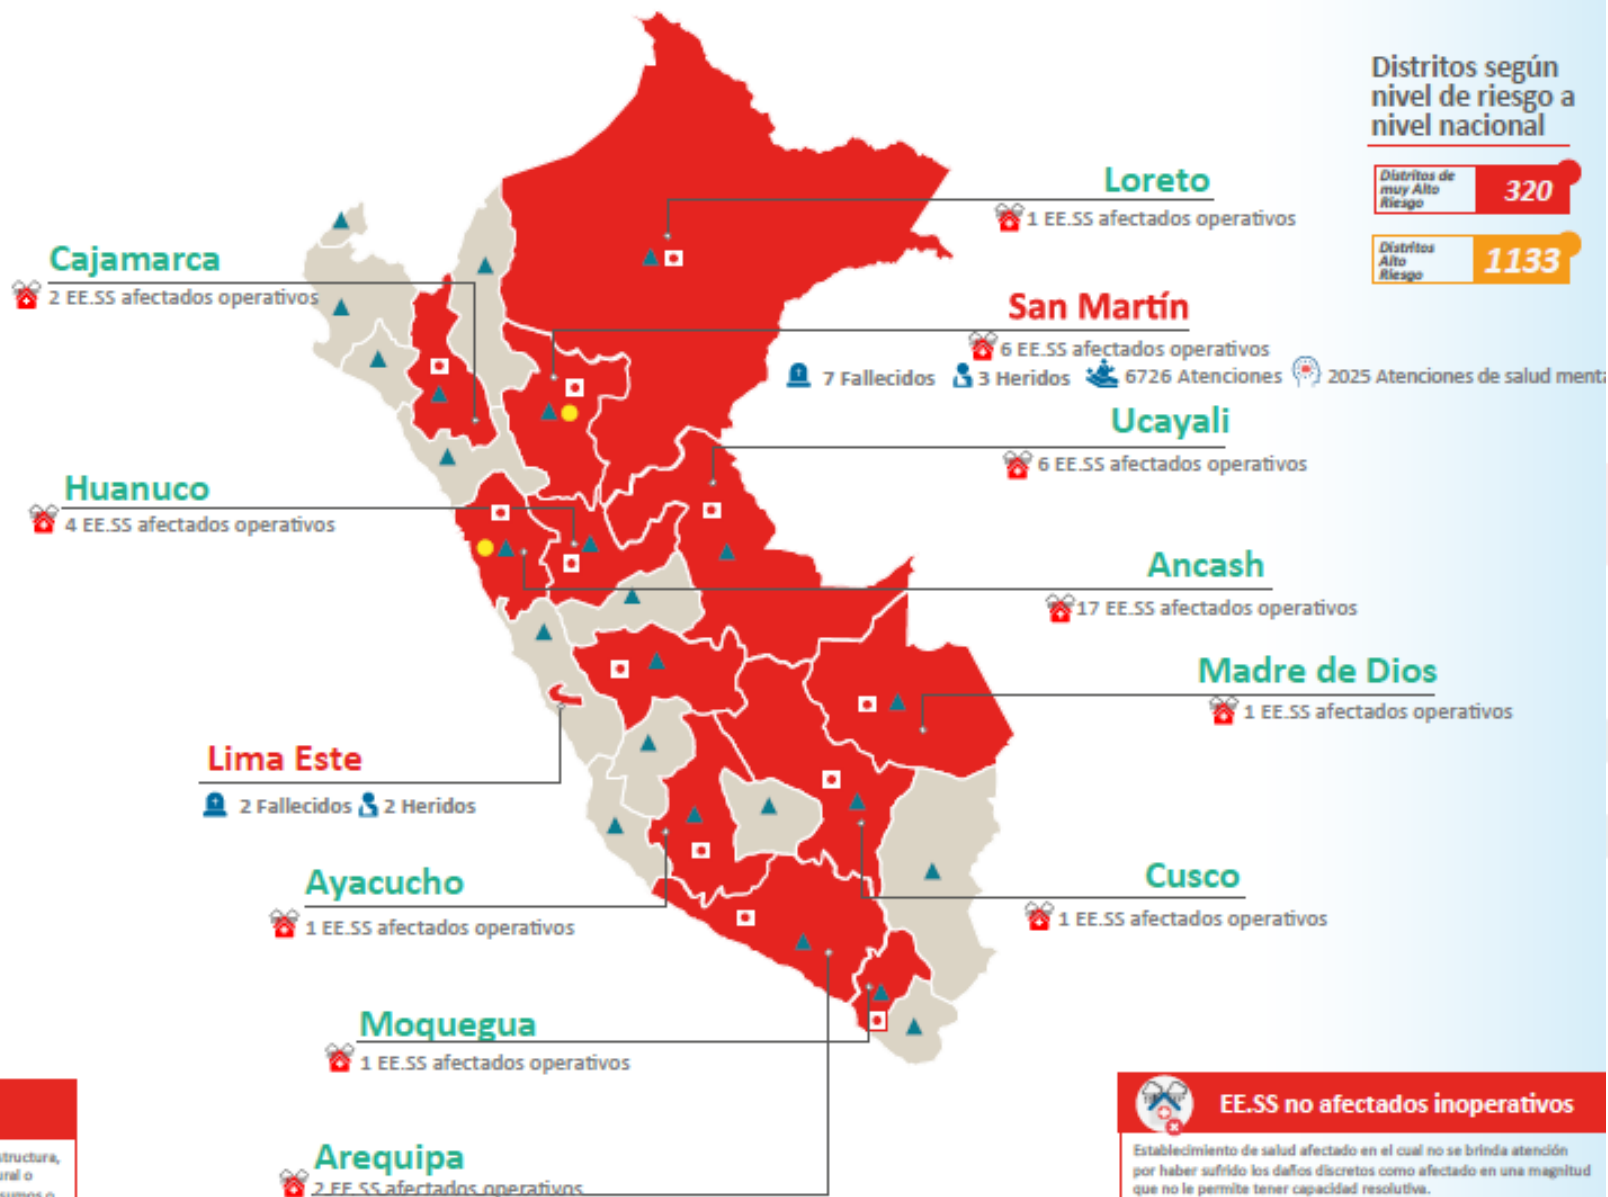 Distritos según
nivel de riesgo a
nivel nacional
Distritos de
muy Alto
Riesgo
320
Distritos
Alto
Riesgo
1133
Loreto
1 EE.SS afectados operativos
Cajamarca
2 EE.SS afectados operativos
San Martín
6 EE.SS afectados operativos
7 Fallecidos 3 Heridos 6726 Atenciones 2025 Atenciones de salud menta
Ucayali
6 EE.SS afectados operativos
Huanuco
4 EE.SS afectados operativos
Ancash
17 EE.SS afectados operativos
Madre de Dios
1 EE.SS afectados operativos
Lima Este
2 Fallecidos 2 Heridos
Ayacucho
1 EE.SS afectados operativos
Cusco
1 EE.SS afectados operativos
Moquegua
1 EE.SS afectados operativos
Arequipa
2 EE.SS afectados operativos
EE.SS no afectados inoperativos
Establecimiento de salud afectado en el cual no se brinda atención
por haber sufrido los daños discretos como afectado en una magnitud
que no le permite tener capacidad resolutiva.
structura,
ural o